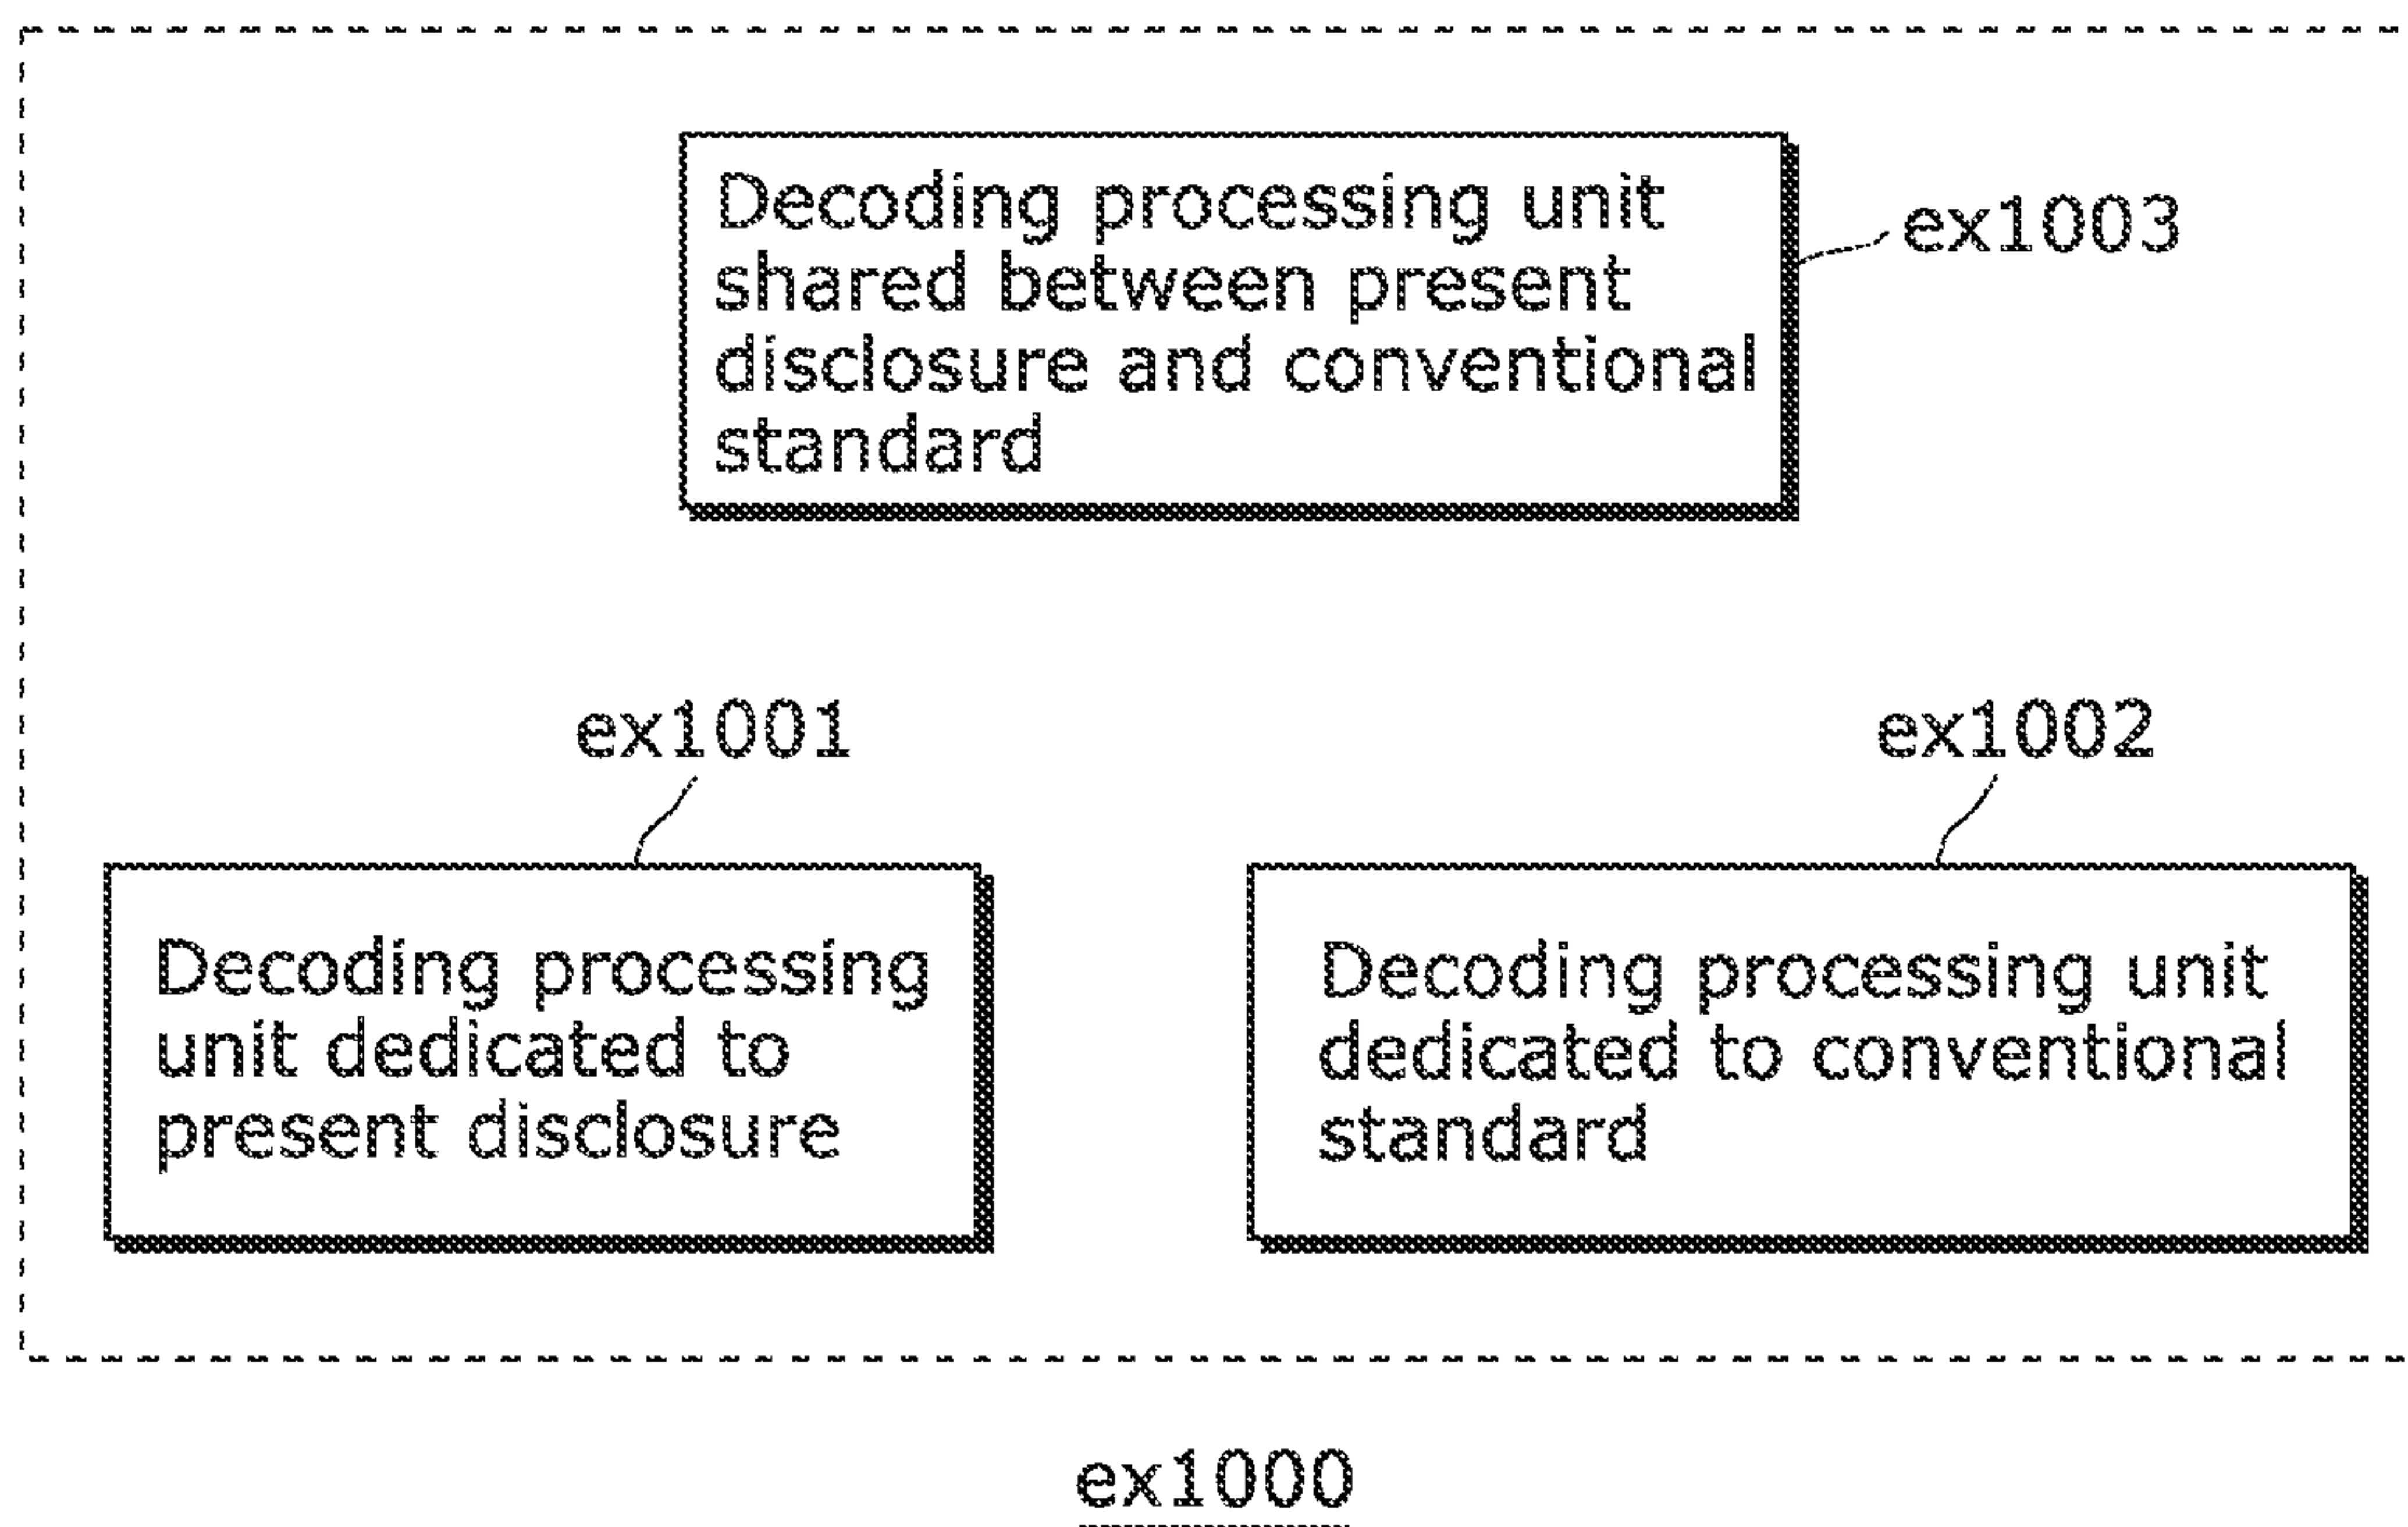 Decoding processing unit
shared between present
disclosure and conventional
standard
ex1003
ex1001
ex1002
Decoding processing
unit dedicated to
present disclosure
Decoding processing unit
dedicated to conventional
standard
ex1000